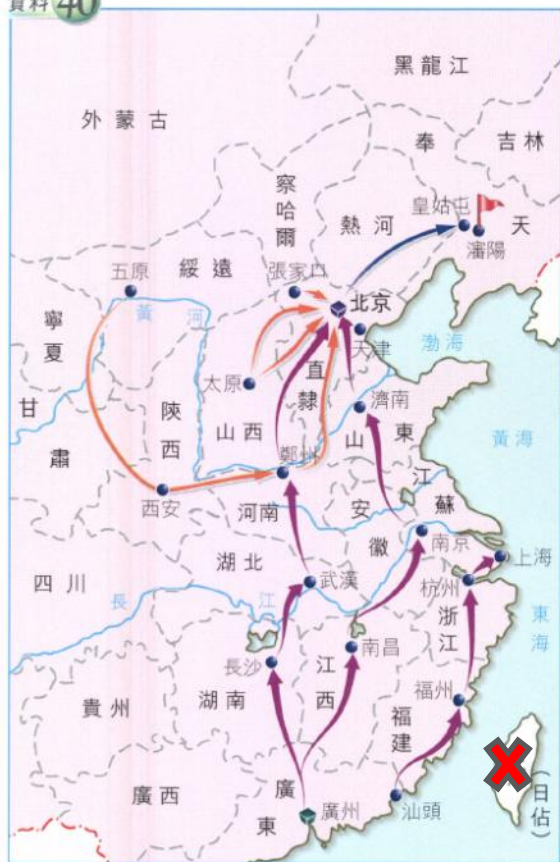 資料 40
黑龍江
外蒙古
吉林
奉
天
察哈爾
熱河
皇姑屯
瀋陽
綏遠
張家口
五原
北京
黃河
天津
渤海
寧夏
甘肅
太原
直隸
陝西
山西
濟南
山東
黃海
鄭州
西安
河南
江蘇
安徽
南京
湖北
上海
四川
武漢
杭州
長江
浙江
東海
長沙
南昌
江西
湖南
貴州
福州
福建
廣西
廣東
廣州
汕頭
(日佔)